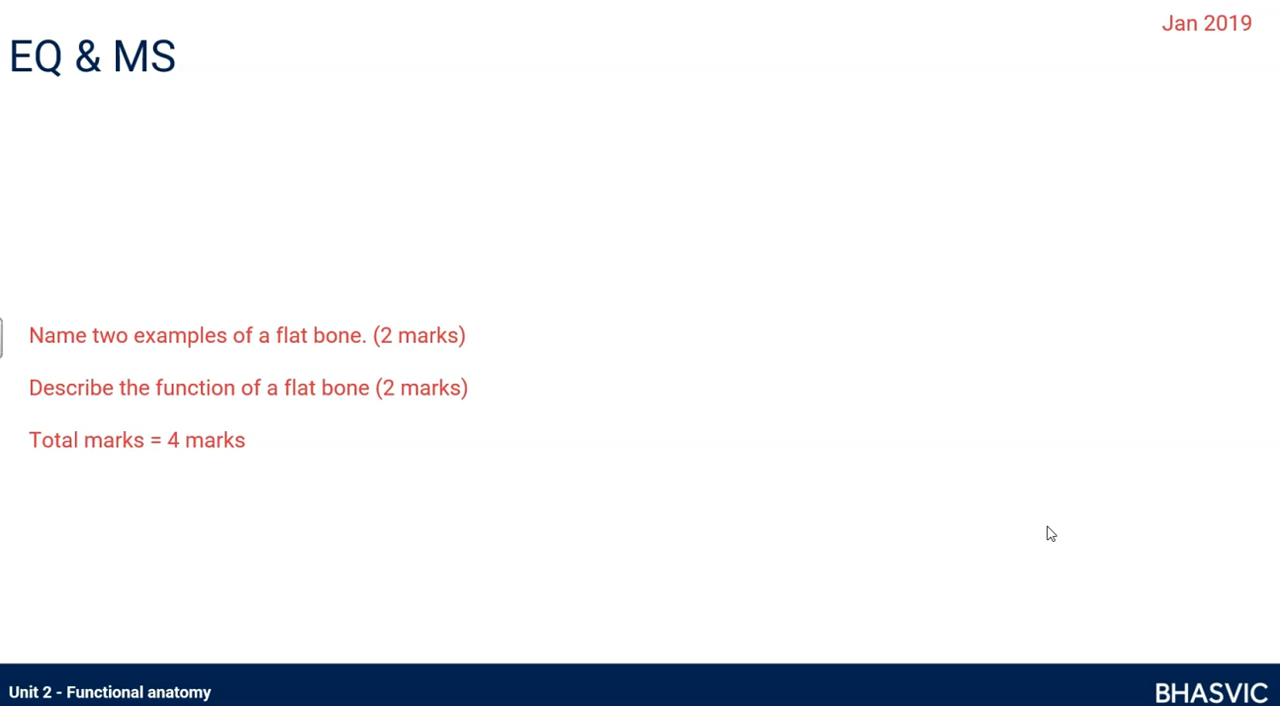 Jan 2019
EQ & MS
Name two examples of a flat bone. (2 marks)
Describe the function of a flat bone (2 marks)
Total marks = 4 marks
Unit 2 - Functional anatomy
BHASVIC